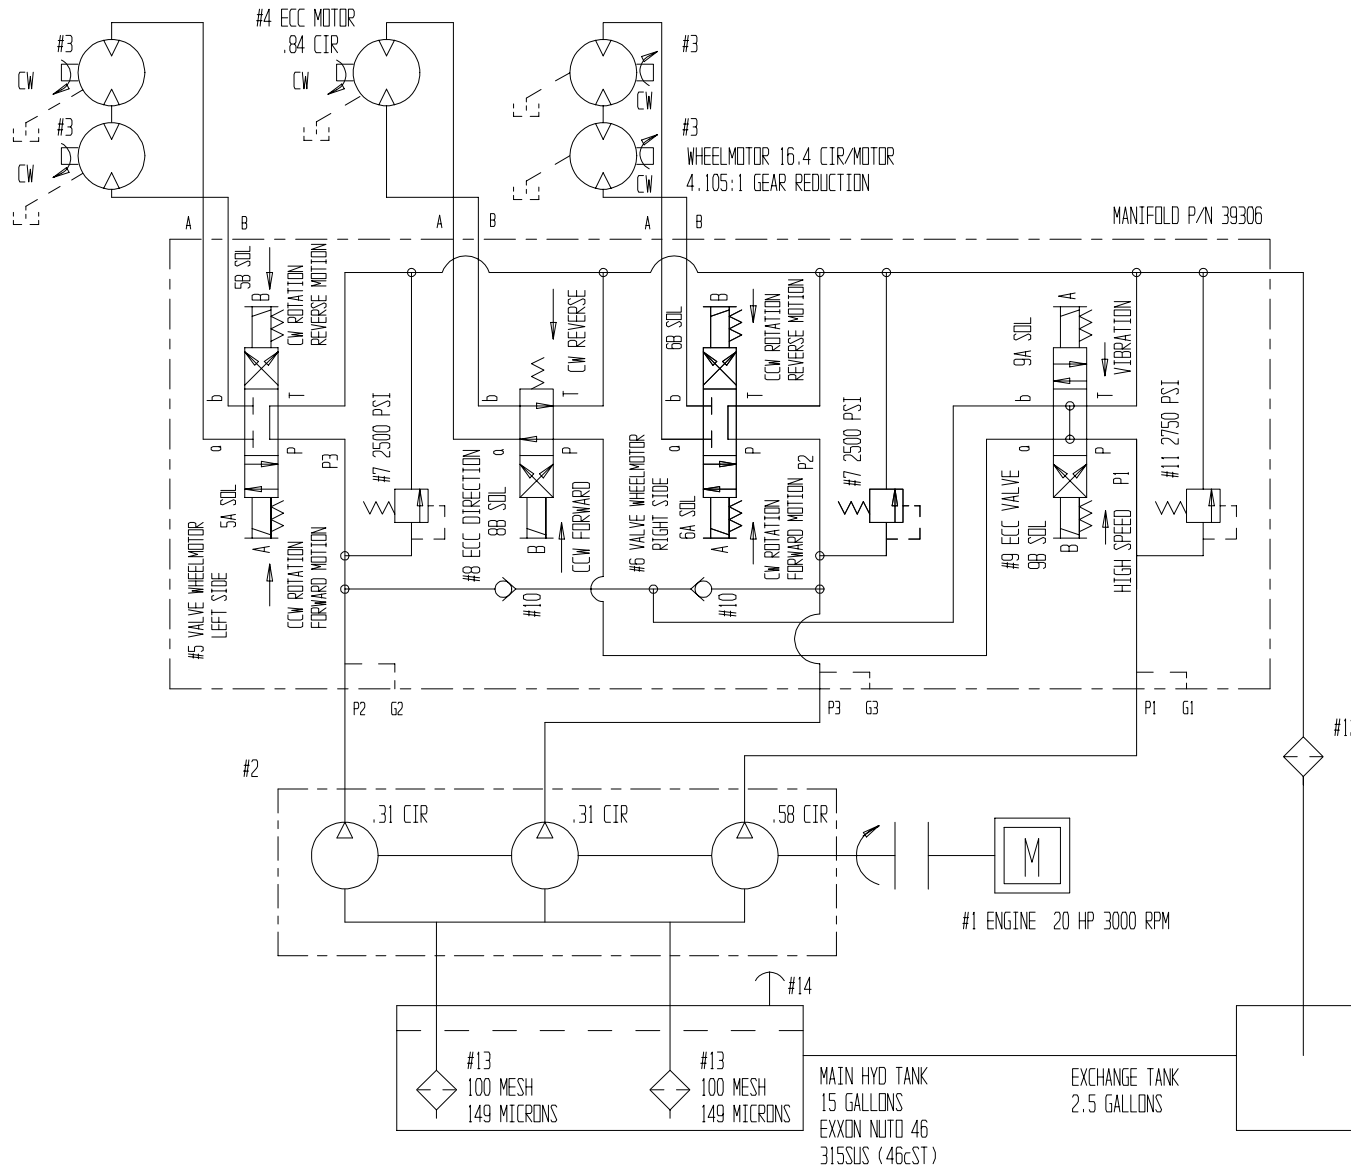 #4 ECC MOTOR
.84 CIR
#3
CW
#3
CW
CW
#3
CW
#3
CW
WHEELMOTOR 16.4 CIR/MOTOR
4.105:1 GEAR REDUCTION
MANIFOLD P/N 39306
A
B
A
B
A
B
5B SOL
B
CW ROTATION
REVERSE MOTION
b
T
a
P
P3
5A SOL
A
CCW ROTATION
FORWARD MOTION
#5 VALVE WHEELMOTOR
LEFT SIDE
#7 2500 PSI
CW REVERSE
b
T
a
P
#8 ECC DIRECTION
8B SOL
B
CCW FORWARD
#10
6B SOL
B
CCW ROTATION
REVERSE MOTION
b
T
a
P
P2
#6 VALVE WHEELMOTOR
RIGHT SIDE
6A SOL
A
CW ROTATION
FORWARD MOTION
#10
#7 2500 PSI
9A SOL
A
VIBRATION
b
T
a
P
P1
#9 ECC VALVE
9B SOL
B
HIGH SPEED
#11 2750 PSI
P2
G2
P3
G3
P1
G1
#2
.31 CIR
.31 CIR
.58 CIR
M
#1 ENGINE 20 HP 3000 RPM
#14
#13
100 MESH
149 MICRONS
#13
100 MESH
149 MICRONS
MAIN HYD TANK
15 GALLONS
EXXON NUTO 46
315SUS (46cST)
EXCHANGE TANK
2.5 GALLONS